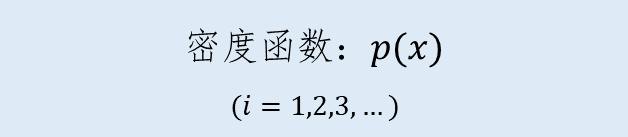 密度函数：p(x)
(i = 1,2,3, …)